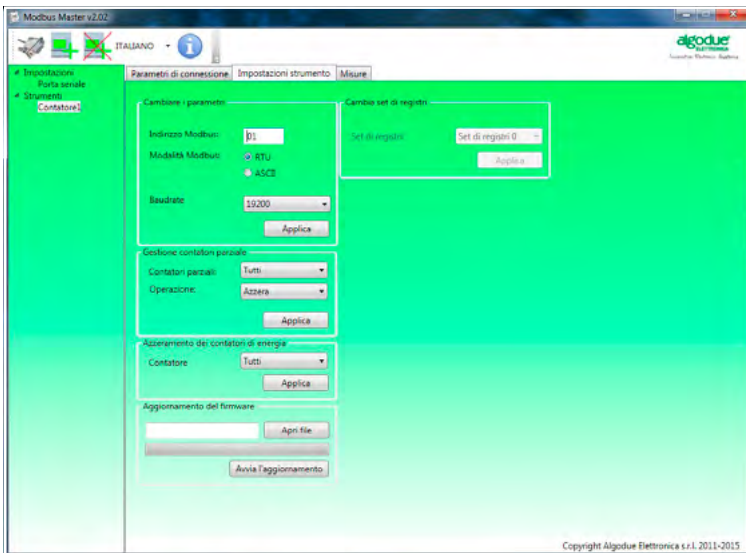 Modbus Master v2.02
ITALIANO
algodue
ELETTRONICA
Impostazioni
Porta seriale
Strumenti
Contatore1
Parametri di connessione
Impostazioni strumento
Misure
Cambiare i parametri
Indirizzo Modbus:
01
Modalità Modbus:
RTU
ASCII
Baudrate
19200
Applica
Cambia set di registri
Set di registri
Set di registri 0
Applica
Gestione contatori parziale
Contatori parziali:
Tutti
Operazione:
Azzera
Applica
Azzeramento dei contatori di energia
Contatore
Tutti
Applica
Aggiornamento del firmware
Apri file
Avvia l'aggiornamento
Copyright Algodue Elettronica s.r.l. 2011-2015